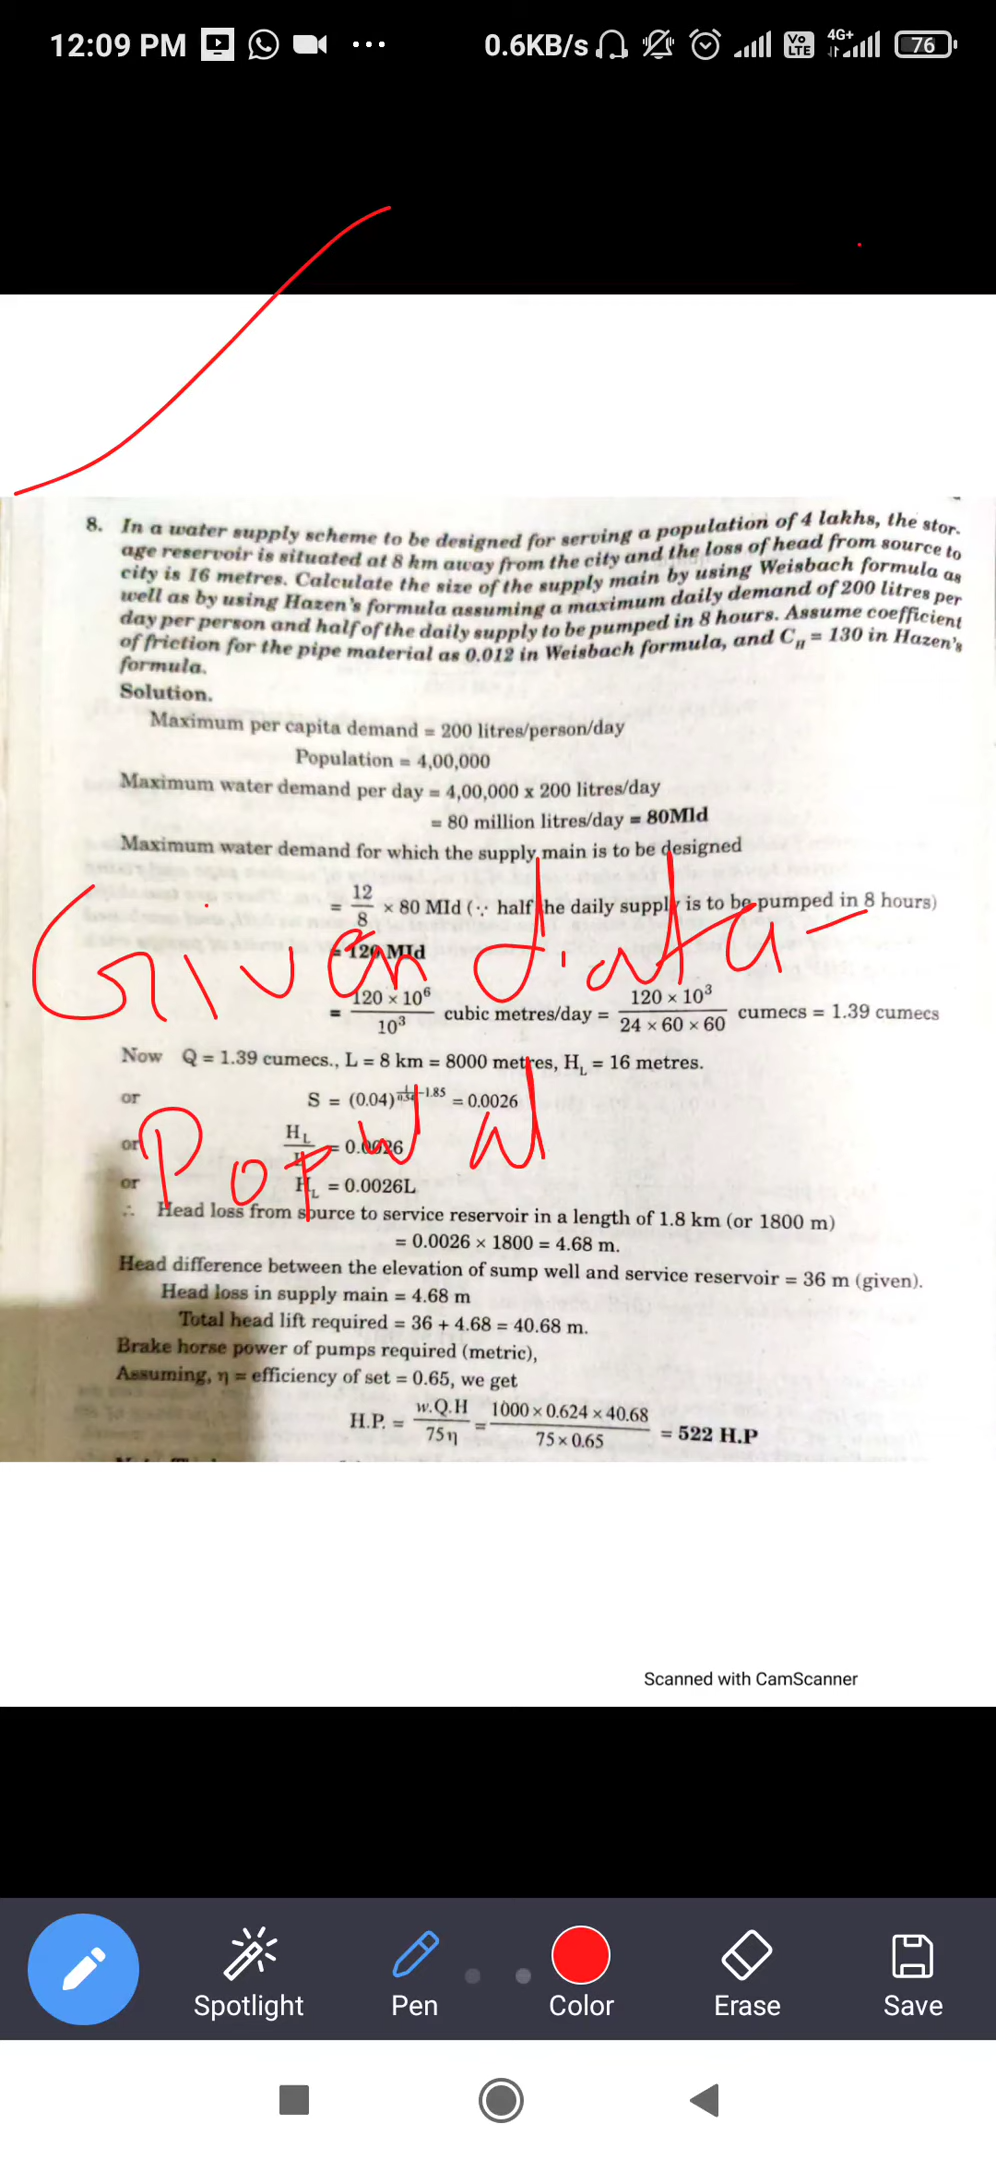 12:09 PM ... 0.6KB/s Vo LTE 4G+ 76
8. In a water supply scheme to be designed for serving a population of 4 lakhs, the stor-
age reservoir is situated at 8 km away from the city and the loss of head from source to
city is 16 metres. Calculate the size of the supply main by using Weisbach formula as
well as by using Hazen's formula assuming a maximum daily demand of 200 litres per
day per person and half of the daily supply to be pumped in 8 hours. Assume coefficient
of friction for the pipe material as 0.012 in Weisbach formula, and C_H = 130 in Hazen's
formula.
Solution.
Maximum per capita demand = 200 litres/person/day
Population = 4,00,000
Maximum water demand per day = 4,00,000 x 200 litres/day
= 80 million litres/day = 80Mld
Maximum water demand for which the supply main is to be designed
= 12/8 × 80 Mld (∵ half the daily supply is to be pumped in 8 hours)
= 120 Mld
Given data -
= 120 × 10⁶ / 10³ cubic metres/day = 120 × 10³ / 24 × 60 × 60 cumecs = 1.39 cumecs
Now Q = 1.39 cumecs., L = 8 km = 8000 metres, H_L = 16 metres.
or S = (0.04) = 0.0026
or H_L = 0.0026
Popul
or H_L = 0.0026L
∴ Head loss from source to service reservoir in a length of 1.8 km (or 1800 m)
= 0.0026 × 1800 = 4.68 m.
Head difference between the elevation of sump well and service reservoir = 36 m (given).
Head loss in supply main = 4.68 m
Total head lift required = 36 + 4.68 = 40.68 m.
Brake horse power of pumps required (metric),
Assuming, η = efficiency of set = 0.65, we get
H.P. = w.Q.H / 75η = 1000 × 0.624 × 40.68 / 75 × 0.65 = 522 H.P
Scanned with CamScanner
Spotlight Pen Color Erase Save